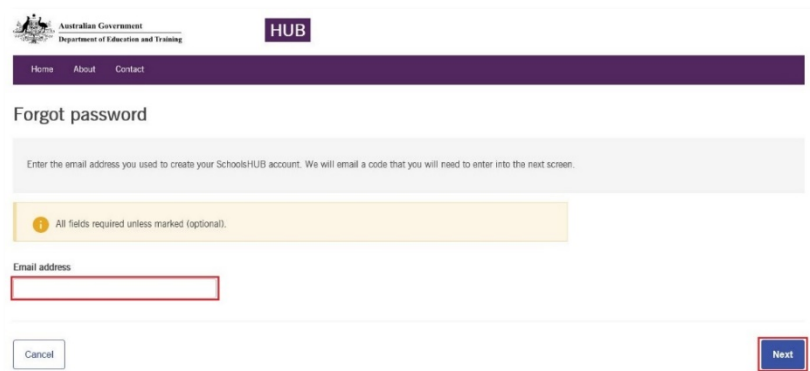 Australian Government
Department of Education and Training
HUB
Home About Contact
Forgot password
Enter the email address you used to create your SchoolsHUB account. We will email a code that you will need to enter into the next screen.
All fields required unless marked (optional).
Email address
Cancel Next